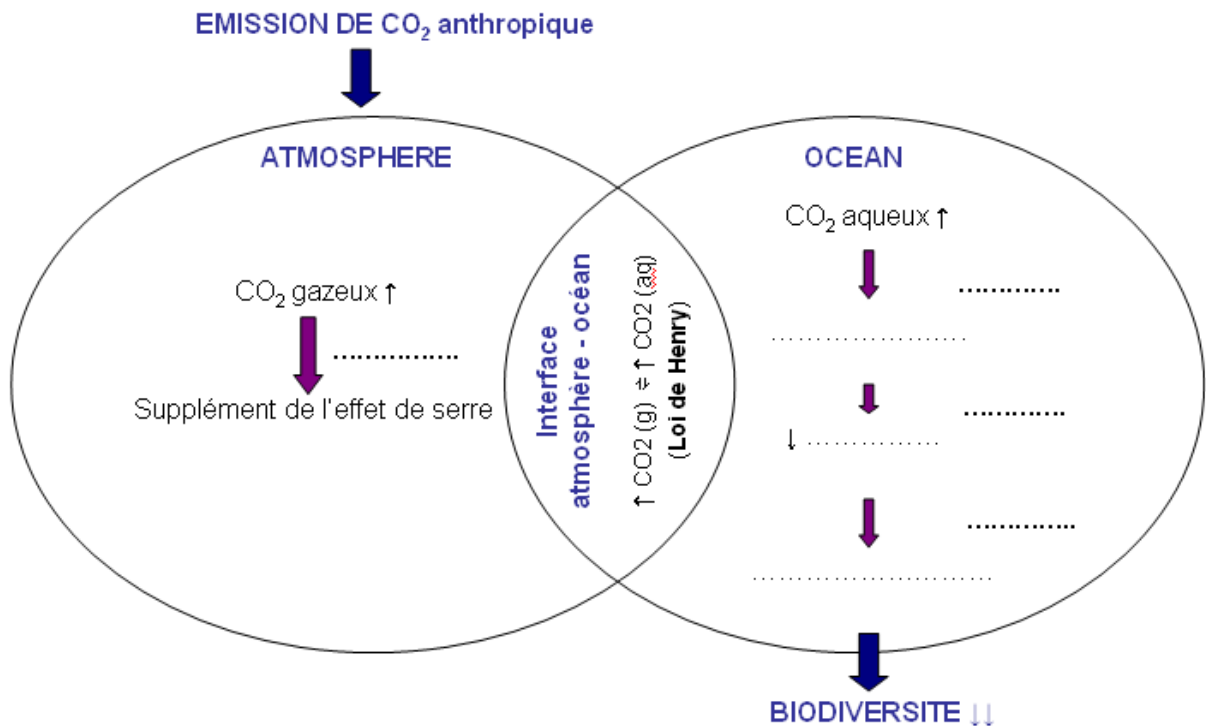 EMISSION DE CO₂ anthropique
ATMOSPHERE
CO₂ gazeux ↑
...............
Supplément de l'effet de serre
Interface
atmosphère - océan
↑ CO2 (g) ⇌ ↑ CO2 (aq)
(Loi de Henry)
OCEAN
CO₂ aqueux ↑
.............
......................
.............
↓ ...............
.............
...........................
BIODIVERSITE ↓↓